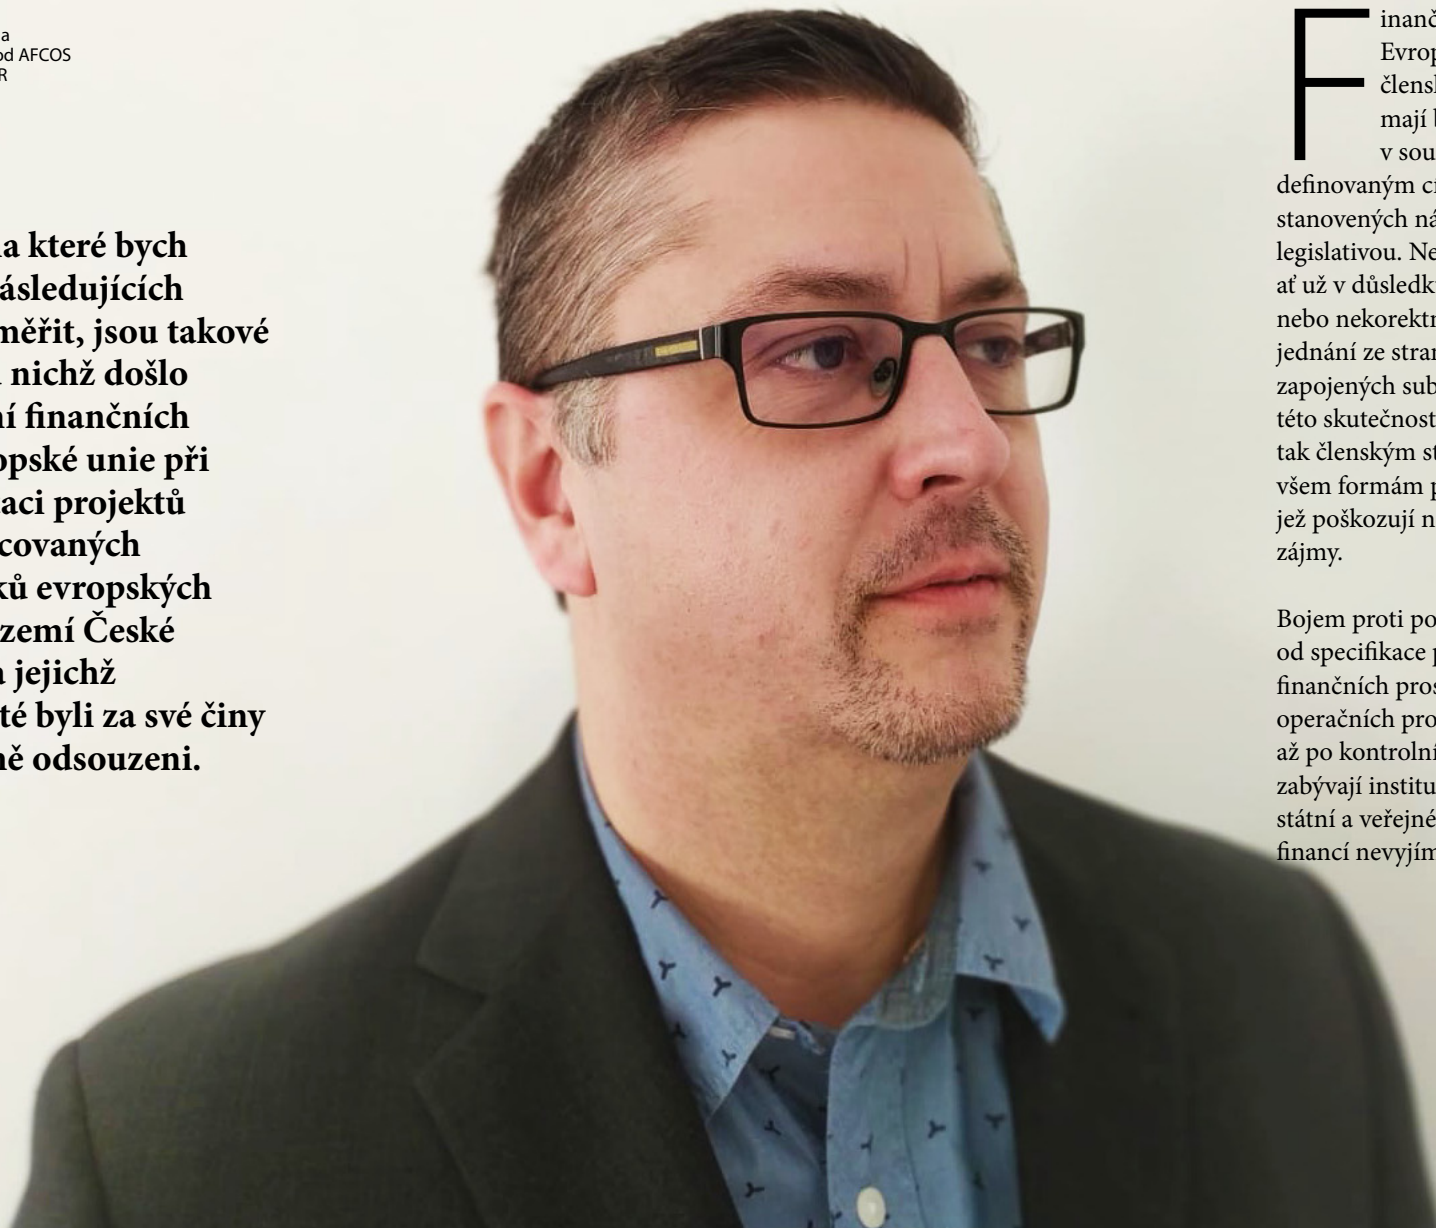 a
od AFCOS
R
a které bych
ásledujících
měřit, jsou takové
nichž došlo
ní finančních
opské unie při
aci projektů
covaných
ků evropských
zemí České
a jejichž
té byli za své činy
ně odsouzeni.
F
inanč
Evrop
člensk
mají b
v sou
definovaným cí
stanovených ná
legislativou. Ne
ať už v důsledk
nebo nekorektn
jednání ze stran
zapojených sub
této skutečnost
tak členským st
všem formám p
jež poškozují n
zájmy.
Bojem proti po
od specifikace p
finančních pros
operačních pro
až po kontrolní
zabývají institu
státní a veřejné
financí nevyjím